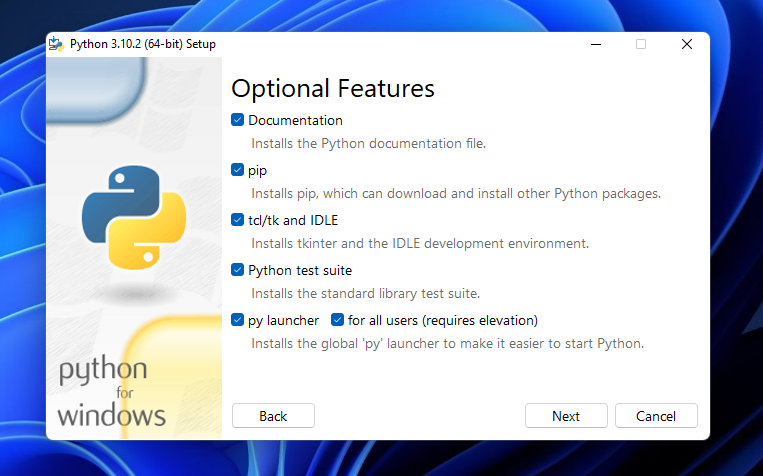 Python 3.10.2 (64-bit) Setup
Optional Features
Documentation
Installs the Python documentation file.
pip
Installs pip, which can download and install other Python packages.
tcl/tk and IDLE
Installs tkinter and the IDLE development environment.
Python test suite
Installs the standard library test suite.
py launcher for all users (requires elevation)
Installs the global 'py' launcher to make it easier to start Python.
python
for
windows
Back Next Cancel